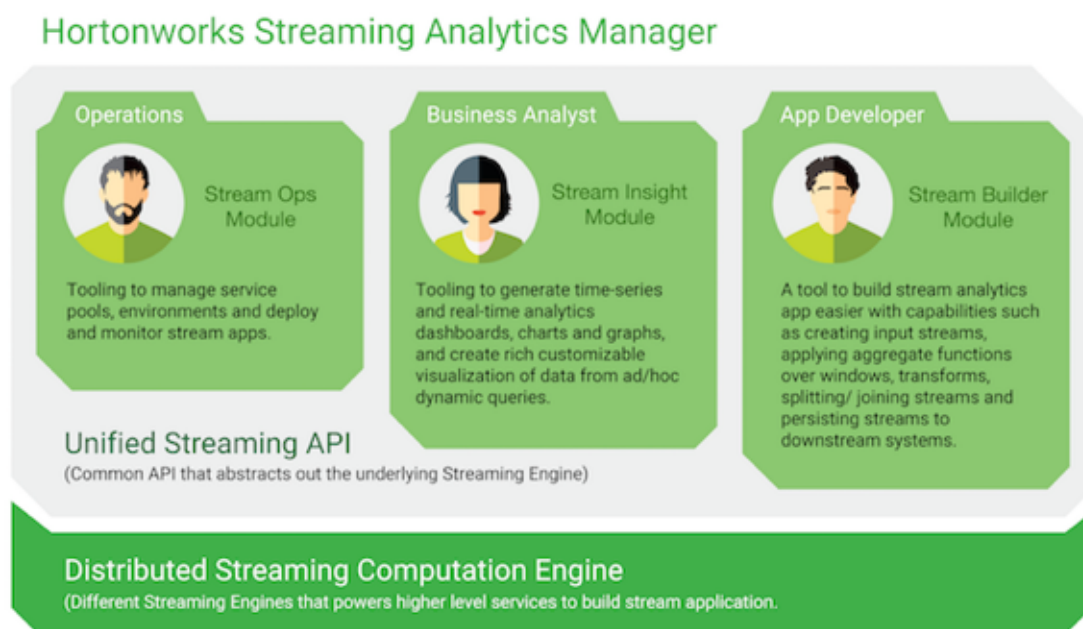 Hortonworks Streaming Analytics Manager
Operations
Stream Ops
Module
Tooling to manage service
pools, environments and deploy
and monitor stream apps.
Business Analyst
Stream Insight
Module
Tooling to generate time-series
and real-time analytics
dashboards, charts and graphs,
and create rich customizable
visualization of data from ad/hoc
dynamic queries.
App Developer
Stream Builder
Module
A tool to build stream analytics
app easier with capabilities such
as creating input streams,
applying aggregate functions
over windows, transforms,
splitting/ joining streams and
persisting streams to
downstream systems.
Unified Streaming API
(Common API that abstracts out the underlying Streaming Engine)
Distributed Streaming Computation Engine
(Different Streaming Engines that powers higher level services to build stream application.